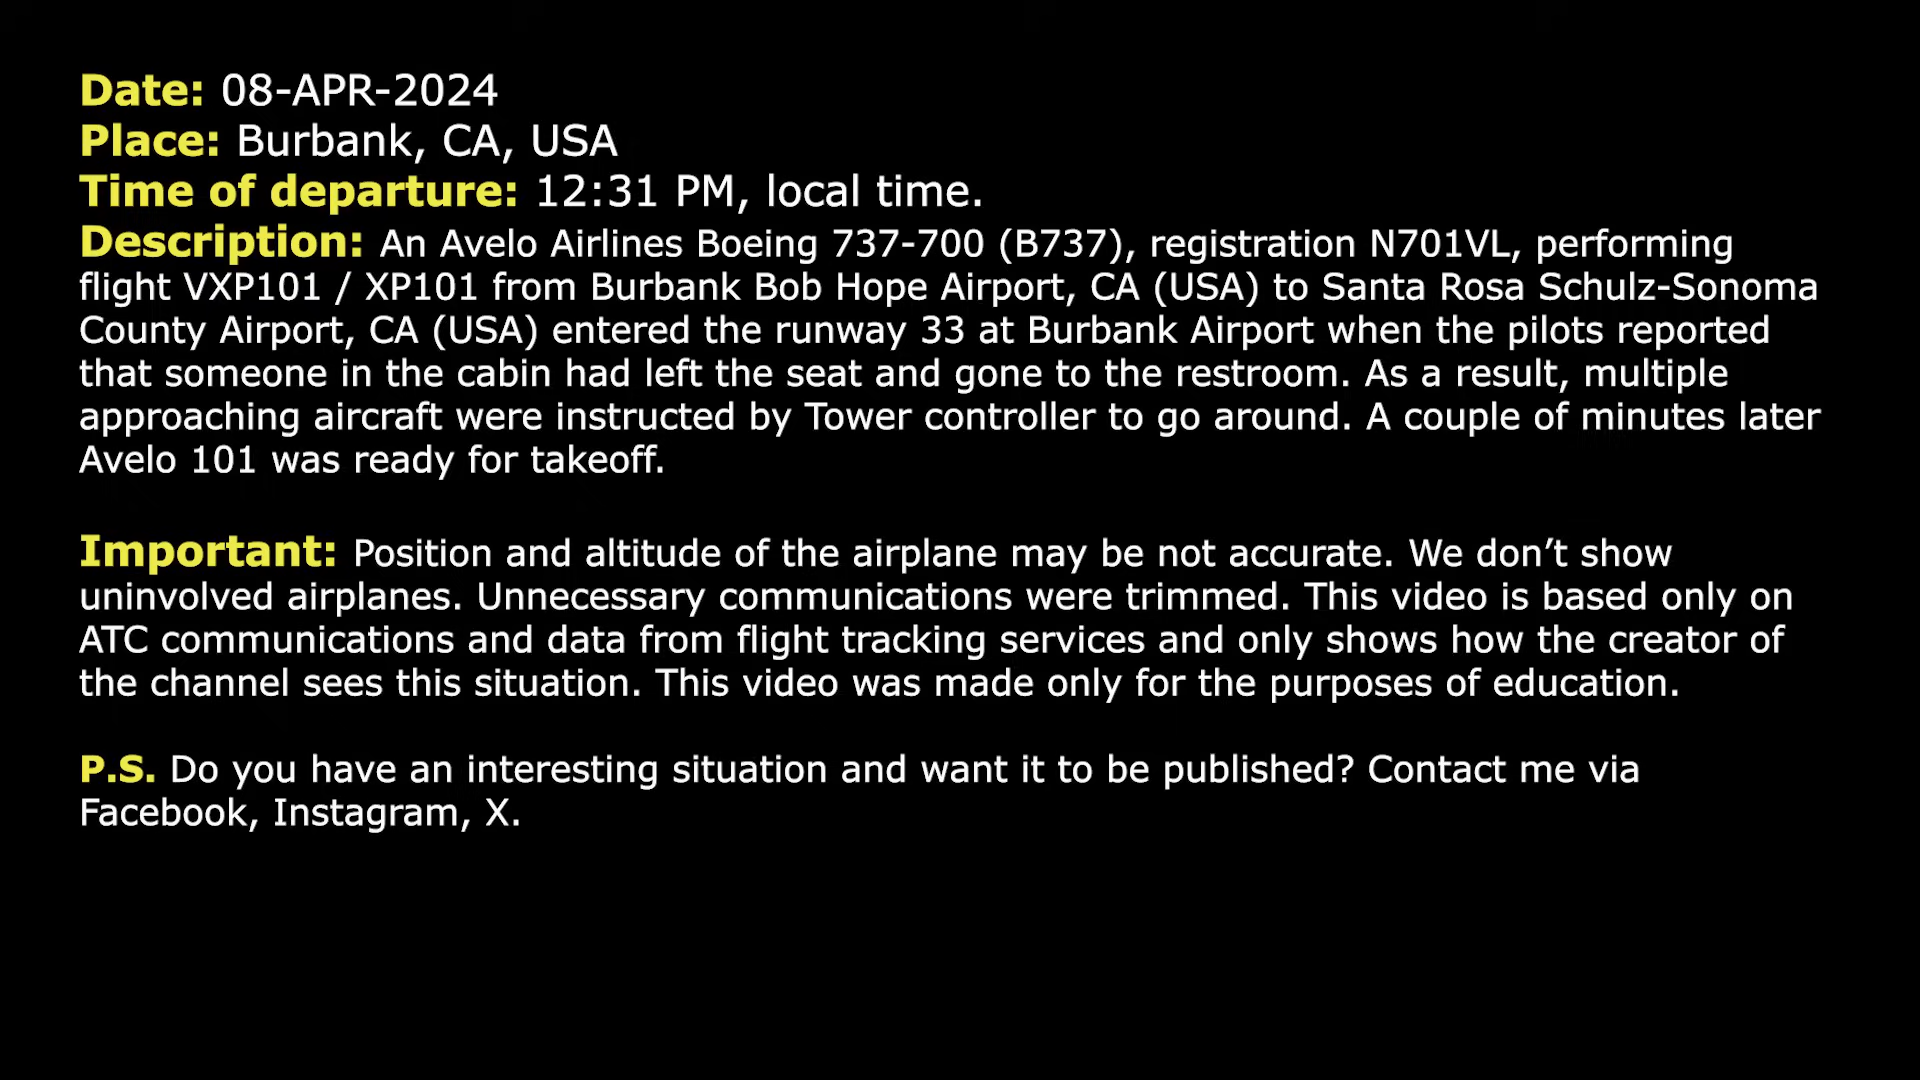 Date: 08-APR-2024
Place: Burbank, CA, USA
Time of departure: 12:31 PM, local time.
Description: An Avelo Airlines Boeing 737-700 (B737), registration N701VL, performing
flight VXP101 / XP101 from Burbank Bob Hope Airport, CA (USA) to Santa Rosa Schulz-Sonoma
County Airport, CA (USA) entered the runway 33 at Burbank Airport when the pilots reported
that someone in the cabin had left the seat and gone to the restroom. As a result, multiple
approaching aircraft were instructed by Tower controller to go around. A couple of minutes later
Avelo 101 was ready for takeoff.
Important: Position and altitude of the airplane may be not accurate. We don’t show
uninvolved airplanes. Unnecessary communications were trimmed. This video is based only on
ATC communications and data from flight tracking services and only shows how the creator of
the channel sees this situation. This video was made only for the purposes of education.
P.S. Do you have an interesting situation and want it to be published? Contact me via
Facebook, Instagram, X.